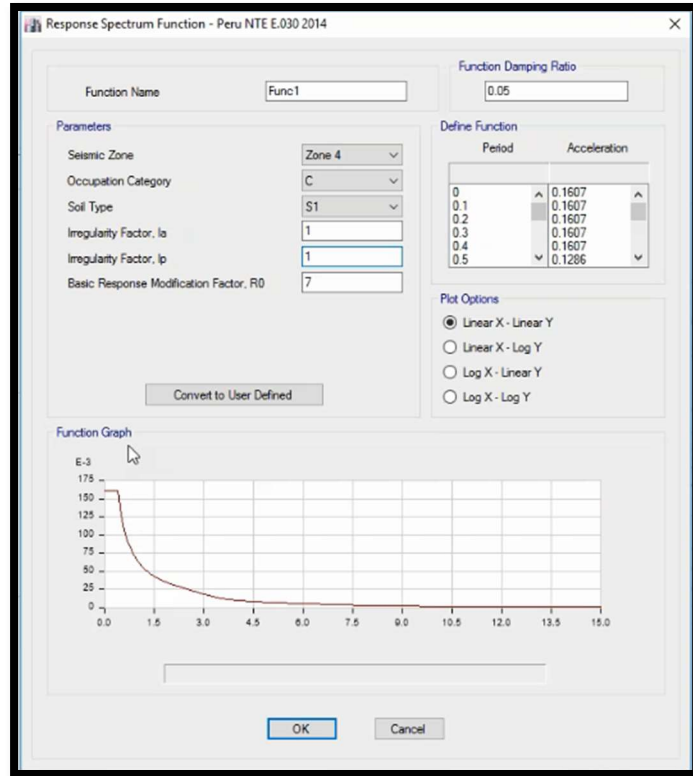 Response Spectrum Function - Peru NTE E.030 2014
Function Name
Func1
Function Damping Ratio
0.05
Parameters
Seismic Zone
Zone 4
Occupation Category
C
Soil Type
S1
Irregularity Factor, Ia
1
Irregularity Factor, Ip
1
Basic Response Modification Factor, R0
7
Convert to User Defined
Define Function
Period Acceleration
0 0.1607
0.1 0.1607
0.2 0.1607
0.3 0.1607
0.4 0.1607
0.5 0.1286
Plot Options
Linear X - Linear Y
Linear X - Log Y
Log X - Linear Y
Log X - Log Y
Function Graph
E-3
175
150
125
100
75
50
25
0
0.0 1.5 3.0 4.5 6.0 7.5 9.0 10.5 12.0 13.5 15.0
OK Cancel